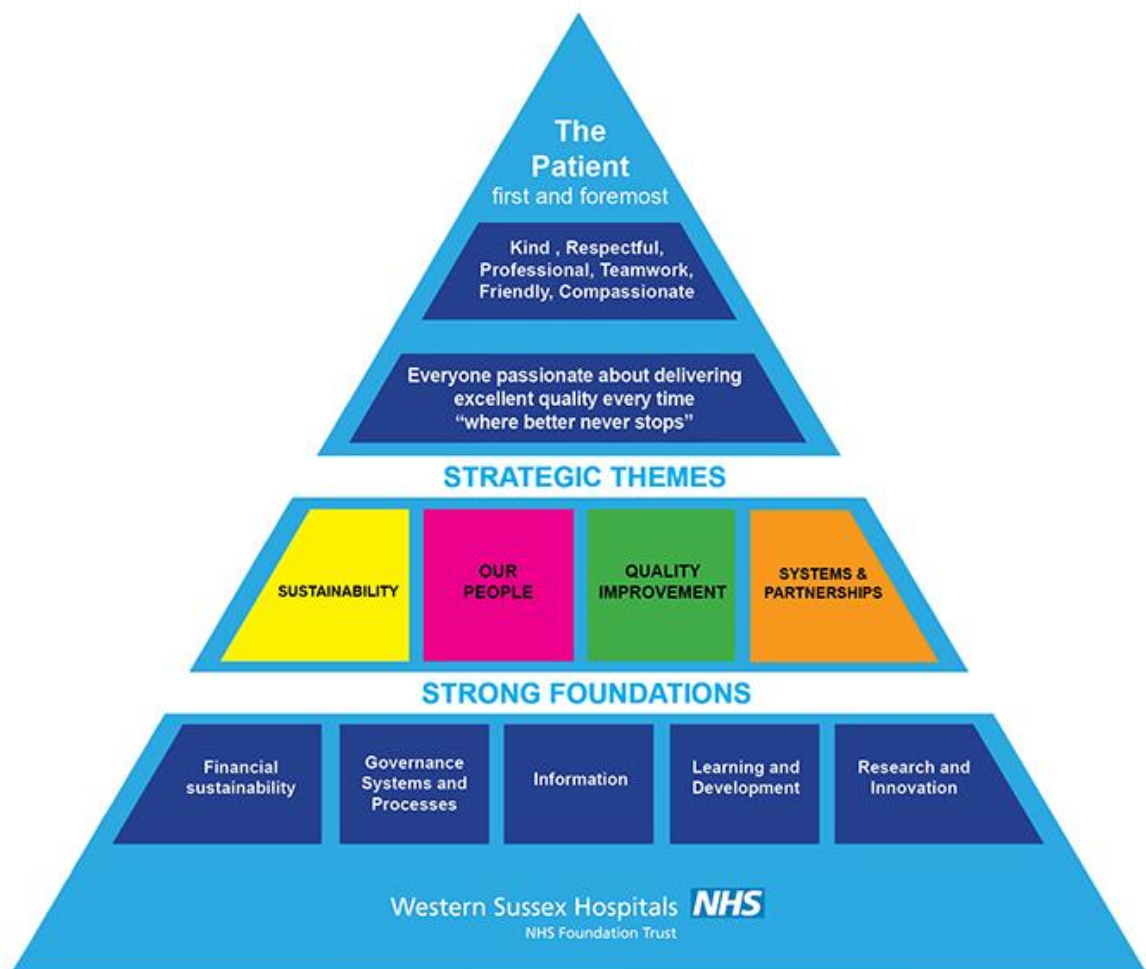 The
Patient
first and foremost
Kind , Respectful,
Professional, Teamwork,
Friendly, Compassionate
Everyone passionate about delivering
excellent quality every time
“where better never stops”
STRATEGIC THEMES
SUSTAINABILITY
OUR
PEOPLE
QUALITY
IMPROVEMENT
SYSTEMS &
PARTNERSHIPS
STRONG FOUNDATIONS
Financial
sustainability
Governance
Systems and
Processes
Information
Learning and
Development
Research and
Innovation
Western Sussex Hospitals NHS
NHS Foundation Trust